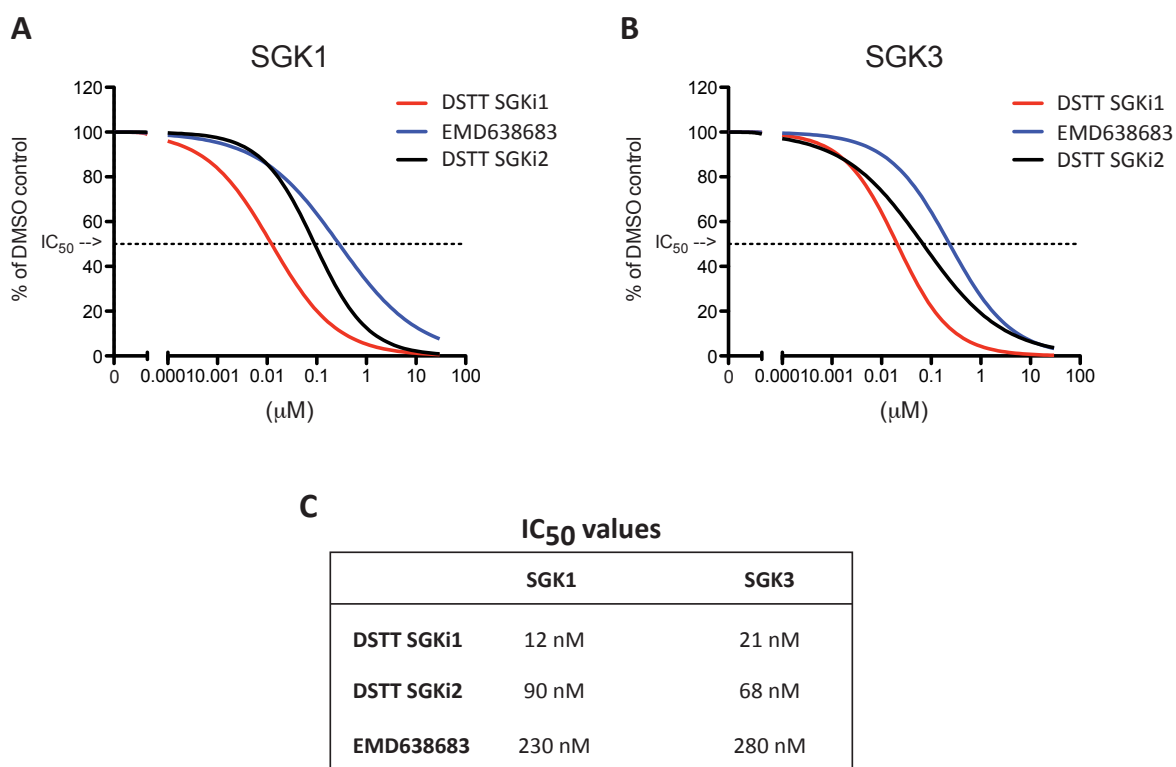 A
SGK1
120
100
80
60
40
20
0
% of DMSO control
IC50 -->
DSTT SGKi1
EMD638683
DSTT SGKi2
0
0.0001
0.001
0.01
0.1
1
10
100
(μM)
B
SGK3
120
100
80
60
40
20
0
% of DMSO control
IC50 -->
DSTT SGKi1
EMD638683
DSTT SGKi2
0
0.0001
0.001
0.01
0.1
1
10
100
(μM)
C
IC50 values
SGK1 SGK3
DSTT SGKi1 12 nM 21 nM
DSTT SGKi2 90 nM 68 nM
EMD638683 230 nM 280 nM